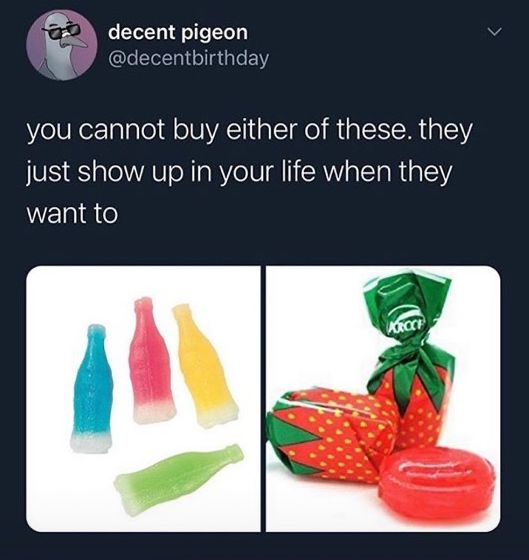 decent pigeon
@decentbirthday
you cannot buy either of these. they
just show up in your life when they
want to